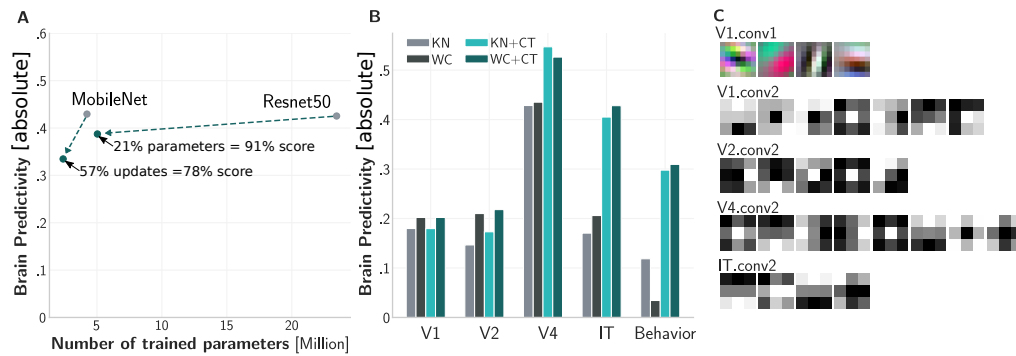 A
Brain Predictivity [absolute]
.6
.5
.4
.3
.2
.1
0
MobileNet
Resnet50
21% parameters = 91% score
57% updates =78% score
5
10
15
20
Number of trained parameters [Million]
B
Brain Predictivity [absolute]
.5
.4
.3
.2
.1
0
KN
KN+CT
WC
WC+CT
V1
V2
V4
IT
Behavior
C
V1.conv1
V1.conv2
V2.conv2
V4.conv2
IT.conv2